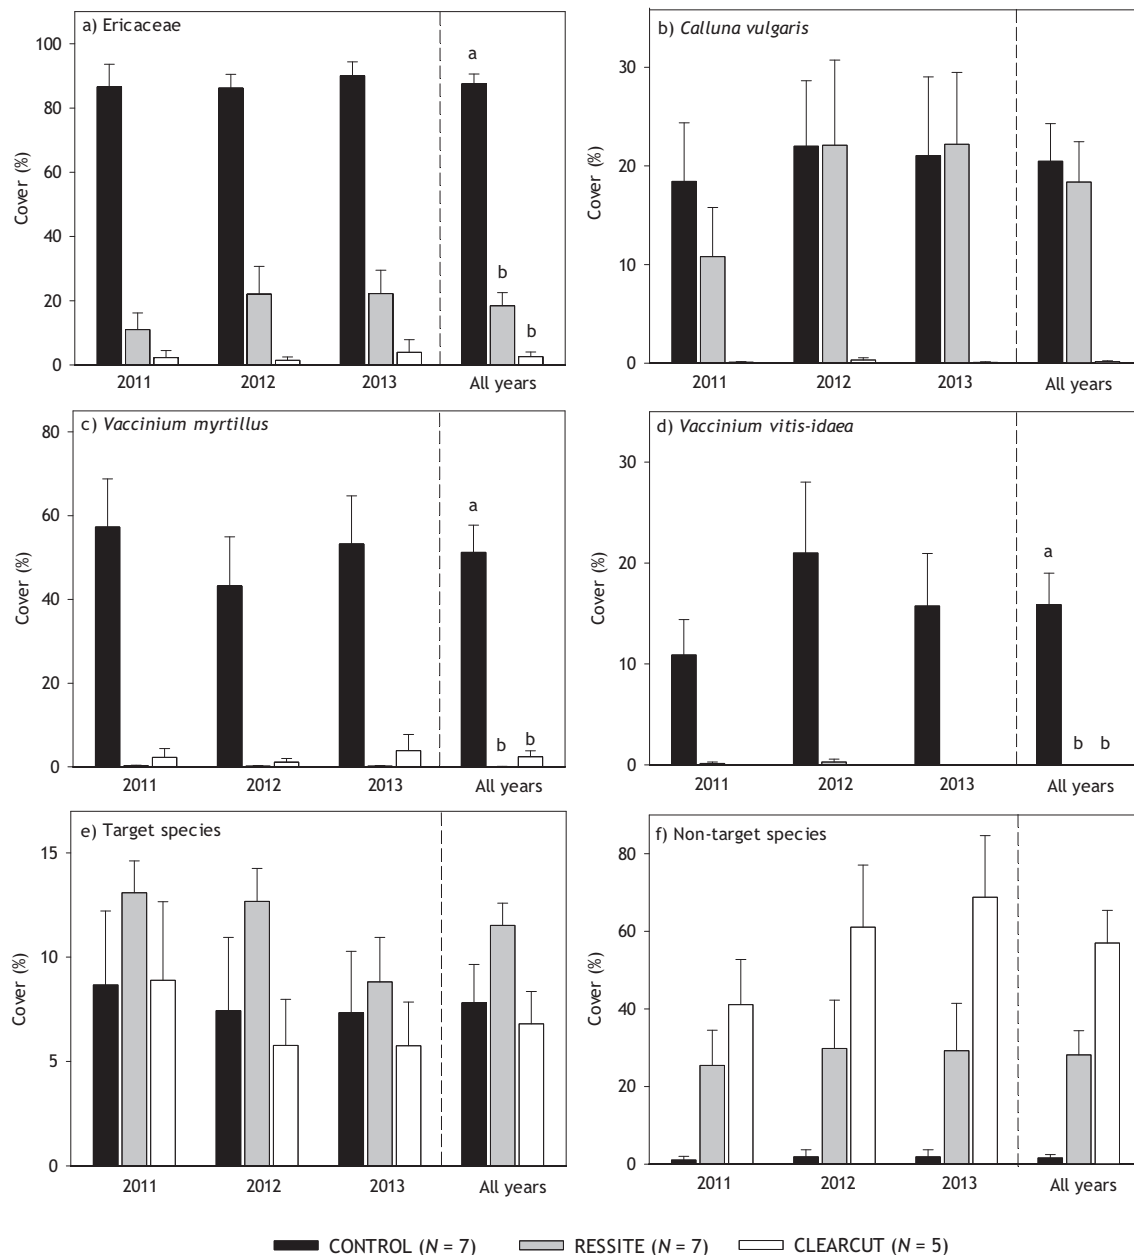 a) Ericaceae
100
80
60
40
20
0
Cover (%)
a
b
b
2011
2012
2013
All years
b) Calluna vulgaris
30
20
10
0
Cover (%)
2011
2012
2013
All years
c) Vaccinium myrtillus
80
60
40
20
0
Cover (%)
a
b
b
2011
2012
2013
All years
d) Vaccinium vitis-idaea
30
20
10
0
Cover (%)
a
b
b
2011
2012
2013
All years
e) Target species
15
10
5
0
Cover (%)
2011
2012
2013
All years
f) Non-target species
80
60
40
20
0
Cover (%)
2011
2012
2013
All years
CONTROL (N = 7) RESSITE (N = 7) CLEARCUT (N = 5)